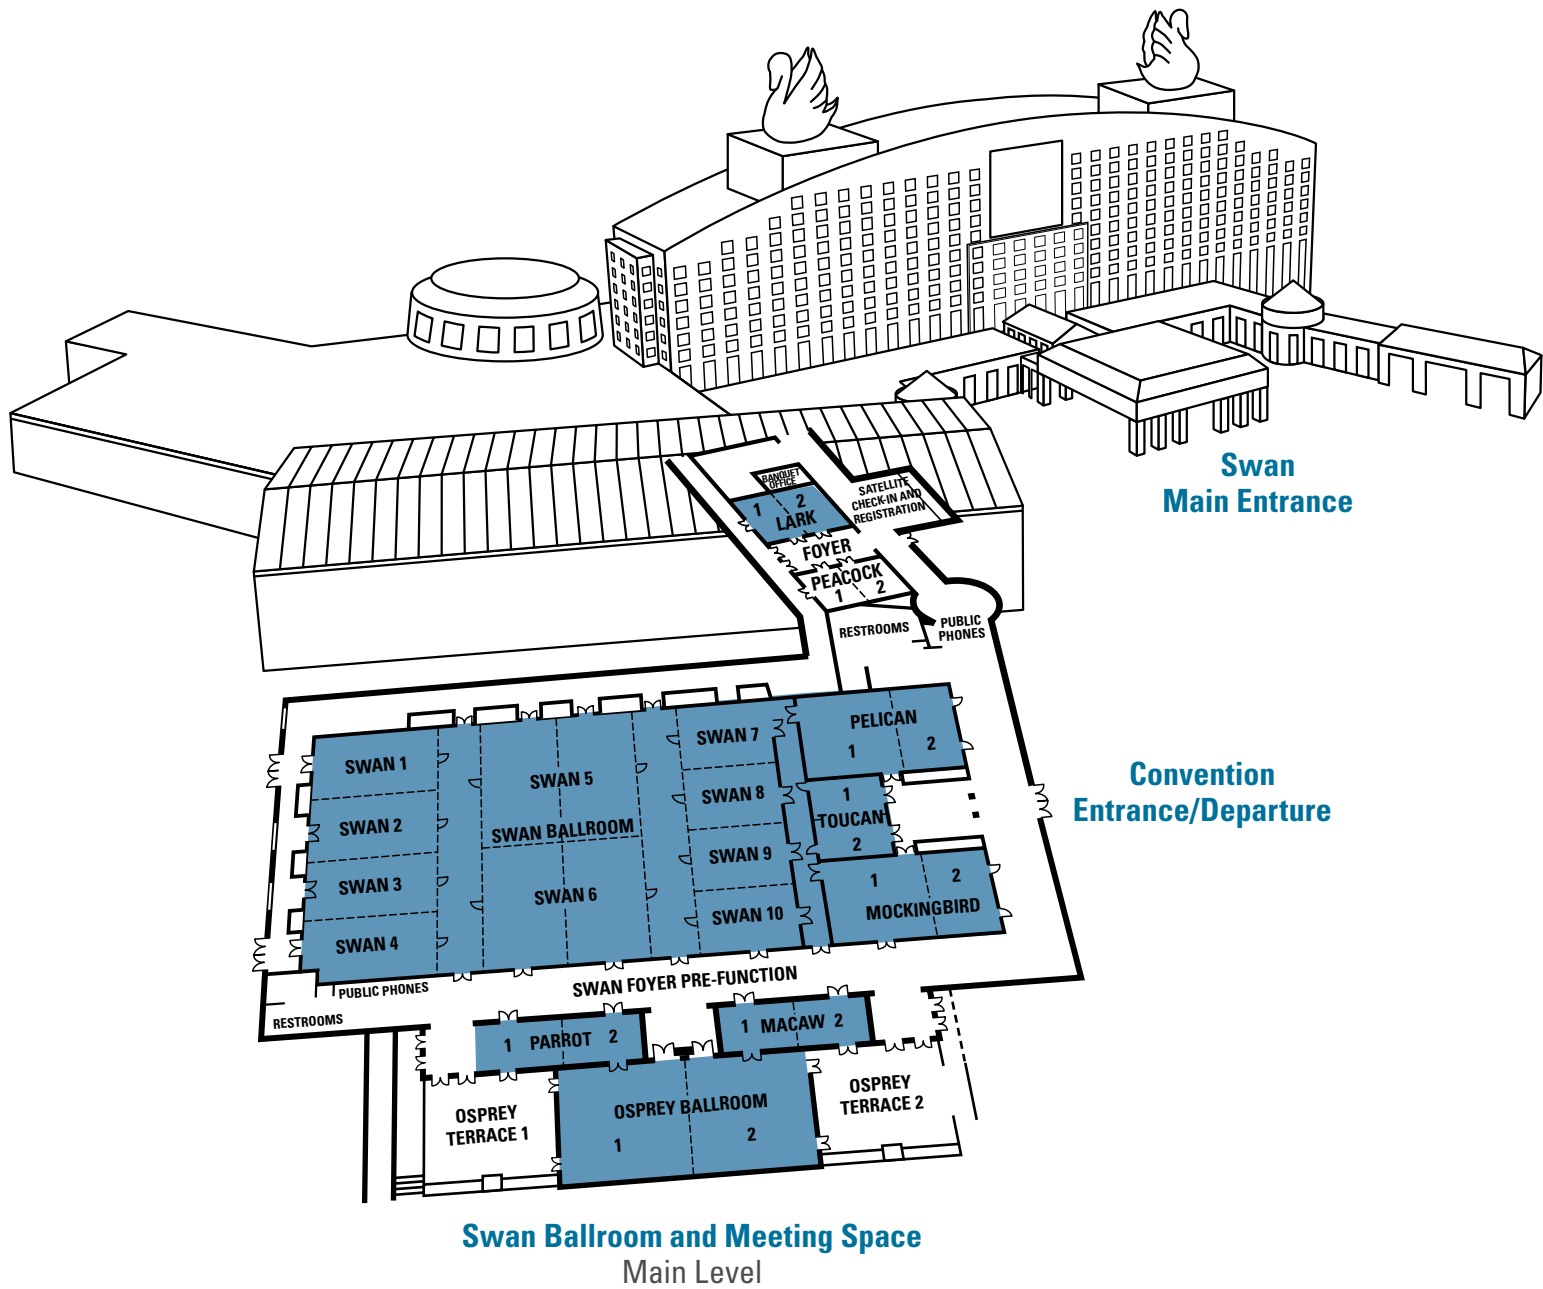 Swan
Main Entrance
BANQUET
OFFICE
1 2
LARK
SATELLITE
CHECK-IN AND
REGISTRATION
FOYER
PEACOCK
1 2
RESTROOMS
PUBLIC
PHONES
PELICAN
1 2
SWAN 1
SWAN 2
SWAN 3
SWAN 4
SWAN 5
SWAN BALLROOM
SWAN 6
SWAN 7
SWAN 8
SWAN 9
SWAN 10
1
TOUCAN
2
1 2
MOCKINGBIRD
Convention
Entrance/Departure
PUBLIC PHONES
RESTROOMS
SWAN FOYER PRE-FUNCTION
1 PARROT 2
1 MACAW 2
OSPREY
TERRACE 1
OSPREY BALLROOM
1 2
OSPREY
TERRACE 2
Swan Ballroom and Meeting Space
Main Level